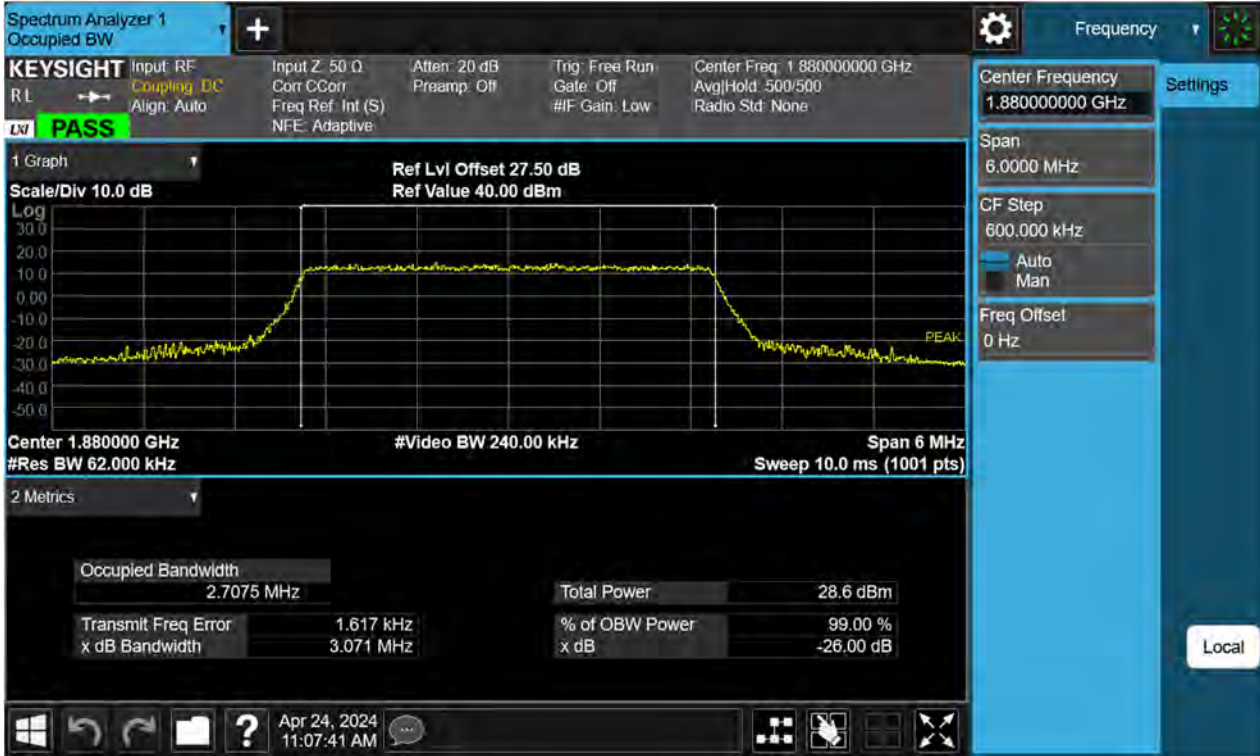 Spectrum Analyzer 1
Occupied BW
+
Frequency
KEYSIGHT
R L
LXI
PASS
Input: RF
Coupling: DC
Align: Auto
Input Z: 50 Ω
Corr CCorr
Freq Ref: Int (S)
NFE: Adaptive
Atten: 20 dB
Preamp: Off
Trig: Free Run
Gate: Off
#IF Gain: Low
Center Freq: 1.880000000 GHz
Avg|Hold: 500/500
Radio Std: None
Center Frequency
1.880000000 GHz
Settings
Span
6.0000 MHz
CF Step
600.000 kHz
Auto
Man
Freq Offset
0 Hz
Local
1 Graph
Scale/Div 10.0 dB
Ref Lvl Offset 27.50 dB
Ref Value 40.00 dBm
Log
30.0
20.0
10.0
0.00
-10.0
-20.0
-30.0
-40.0
-50.0
PEAK
Center 1.880000 GHz
#Video BW 240.00 kHz
Span 6 MHz
#Res BW 62.000 kHz
Sweep 10.0 ms (1001 pts)
2 Metrics
Occupied Bandwidth
2.7075 MHz
Total Power 28.6 dBm
Transmit Freq Error 1.617 kHz
% of OBW Power 99.00 %
x dB Bandwidth 3.071 MHz
x dB -26.00 dB
?
Apr 24, 2024
11:07:41 AM